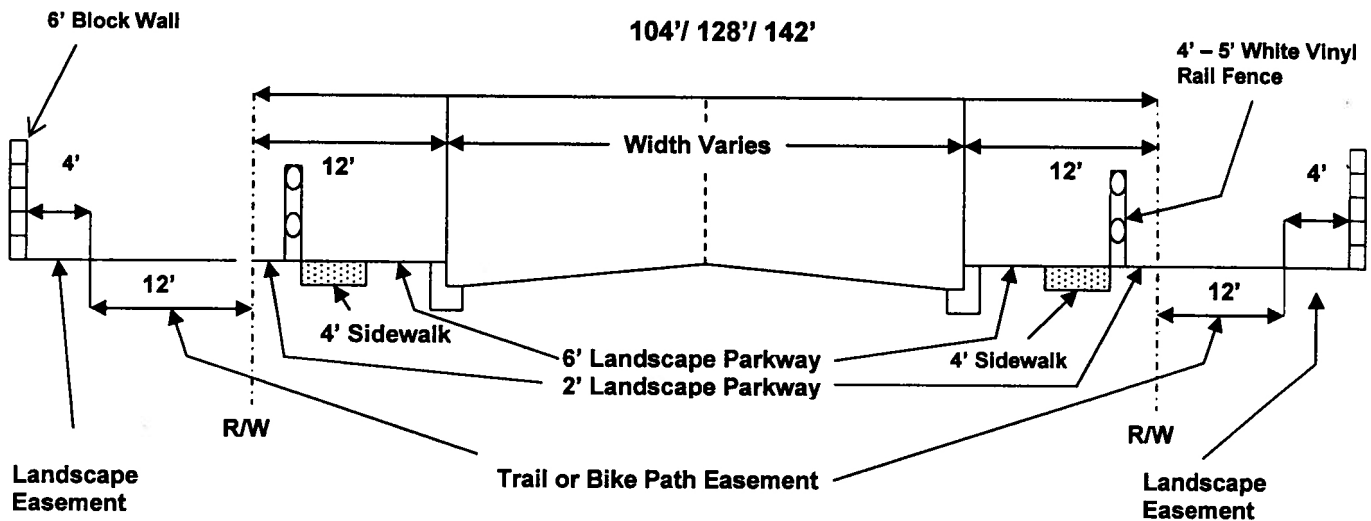 6’ Block Wall
104’/ 128’/ 142’
4’ – 5’ White Vinyl
Rail Fence
Width Varies
4’
12’
12’
4’
12’
12’
4’ Sidewalk
6’ Landscape Parkway
4’ Sidewalk
2’ Landscape Parkway
R/W
R/W
Landscape
Easement
Trail or Bike Path Easement
Landscape
Easement